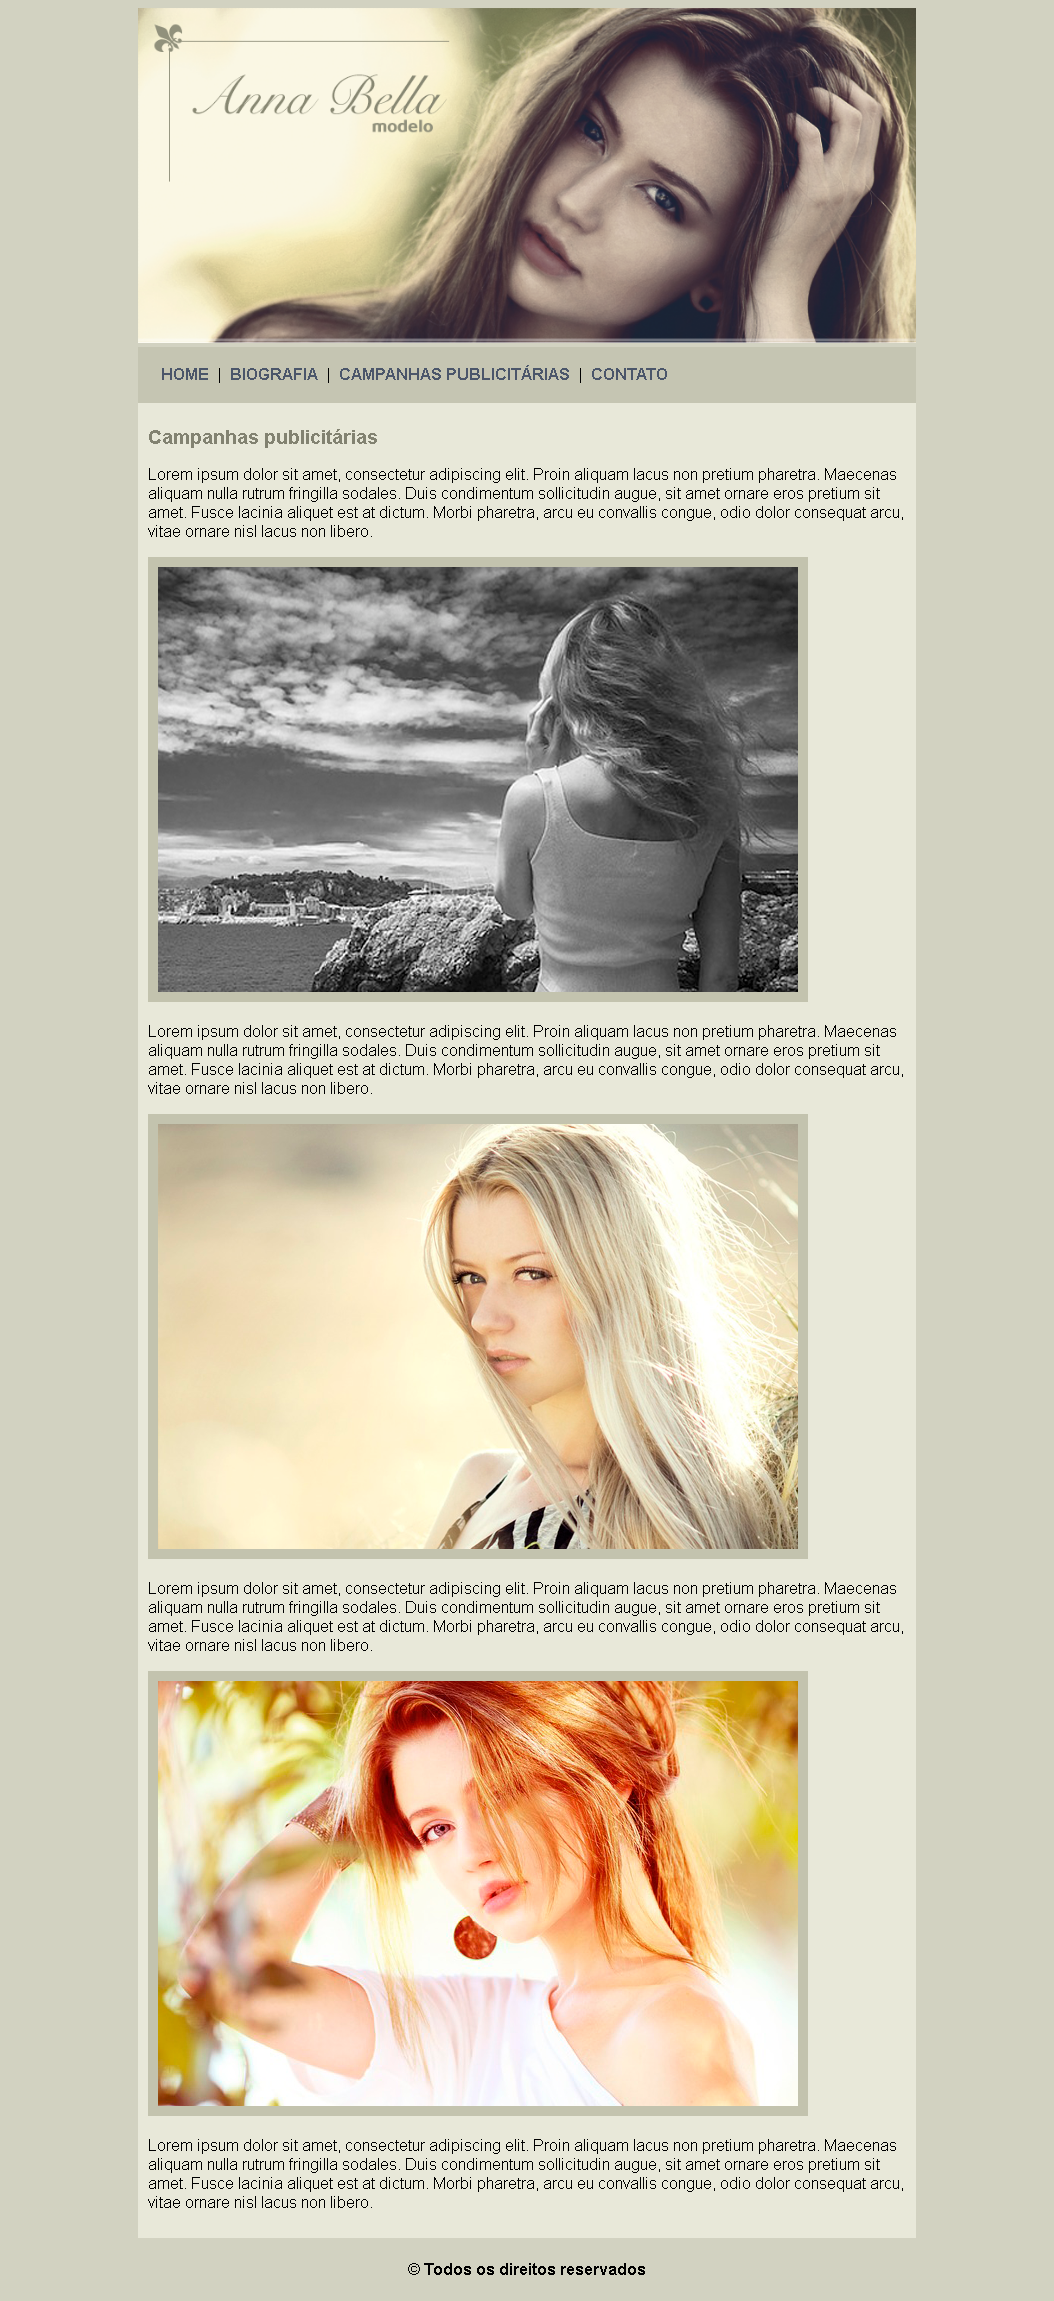 Anna Bella
modelo
HOME | BIOGRAFIA | CAMPANHAS PUBLICITÁRIAS | CONTATO
Campanhas publicitárias
Lorem ipsum dolor sit amet, consectetur adipiscing elit. Proin aliquam lacus non pretium pharetra. Maecenas
aliquam nulla rutrum fringilla sodales. Duis condimentum sollicitudin augue, sit amet ornare eros pretium sit
amet. Fusce lacinia aliquet est at dictum. Morbi pharetra, arcu eu convallis congue, odio dolor consequat arcu,
vitae ornare nisl lacus non libero.
Lorem ipsum dolor sit amet, consectetur adipiscing elit. Proin aliquam lacus non pretium pharetra. Maecenas
aliquam nulla rutrum fringilla sodales. Duis condimentum sollicitudin augue, sit amet ornare eros pretium sit
amet. Fusce lacinia aliquet est at dictum. Morbi pharetra, arcu eu convallis congue, odio dolor consequat arcu,
vitae ornare nisl lacus non libero.
Lorem ipsum dolor sit amet, consectetur adipiscing elit. Proin aliquam lacus non pretium pharetra. Maecenas
aliquam nulla rutrum fringilla sodales. Duis condimentum sollicitudin augue, sit amet ornare eros pretium sit
amet. Fusce lacinia aliquet est at dictum. Morbi pharetra, arcu eu convallis congue, odio dolor consequat arcu,
vitae ornare nisl lacus non libero.
Lorem ipsum dolor sit amet, consectetur adipiscing elit. Proin aliquam lacus non pretium pharetra. Maecenas
aliquam nulla rutrum fringilla sodales. Duis condimentum sollicitudin augue, sit amet ornare eros pretium sit
amet. Fusce lacinia aliquet est at dictum. Morbi pharetra, arcu eu convallis congue, odio dolor consequat arcu,
vitae ornare nisl lacus non libero.
© Todos os direitos reservados